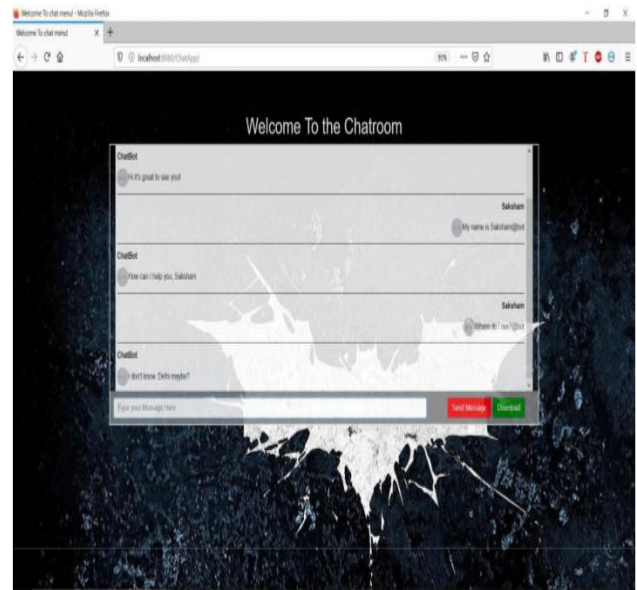 Welcome To chat menu! - Mozilla Firefox
Welcome To chat menu!
localhost:8080/ChatApp/
90%
Welcome To the Chatroom
ChatBot
Hi it's great to see you!
Saksham
My name is Saksham@bot
ChatBot
How can I help you, Saksham
Saksham
Where do I live?@bot
ChatBot
I don't know. Delhi maybe?
Type your Message Here
Send Message
Download